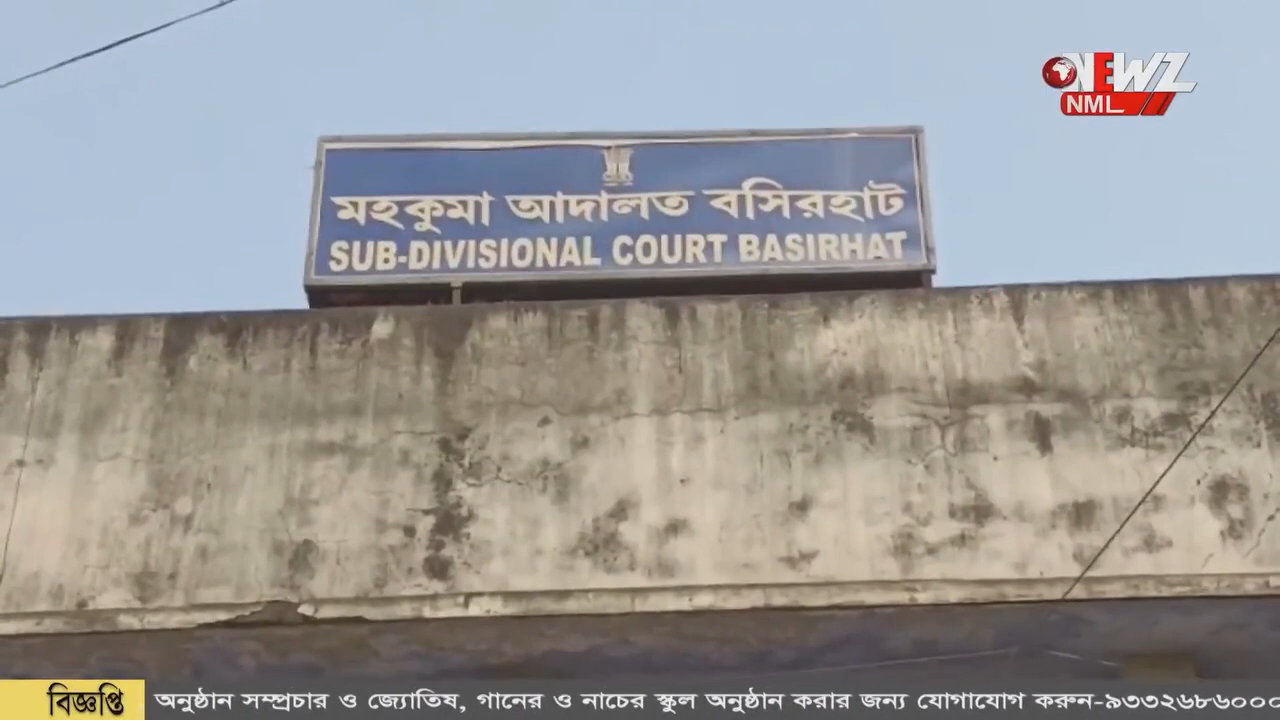 NEWZ
NML
মহকুমা আদালত বসিরহাট
SUB-DIVISIONAL COURT BASIRHAT
বিজ্ঞপ্তি অনুষ্ঠান সম্প্রচার ও জ্যোতিষ, গানের ও নাচের স্কুল অনুষ্ঠান করার জন্য যোগাযোগ করুন-৯৩৩২৬৮৬০০০